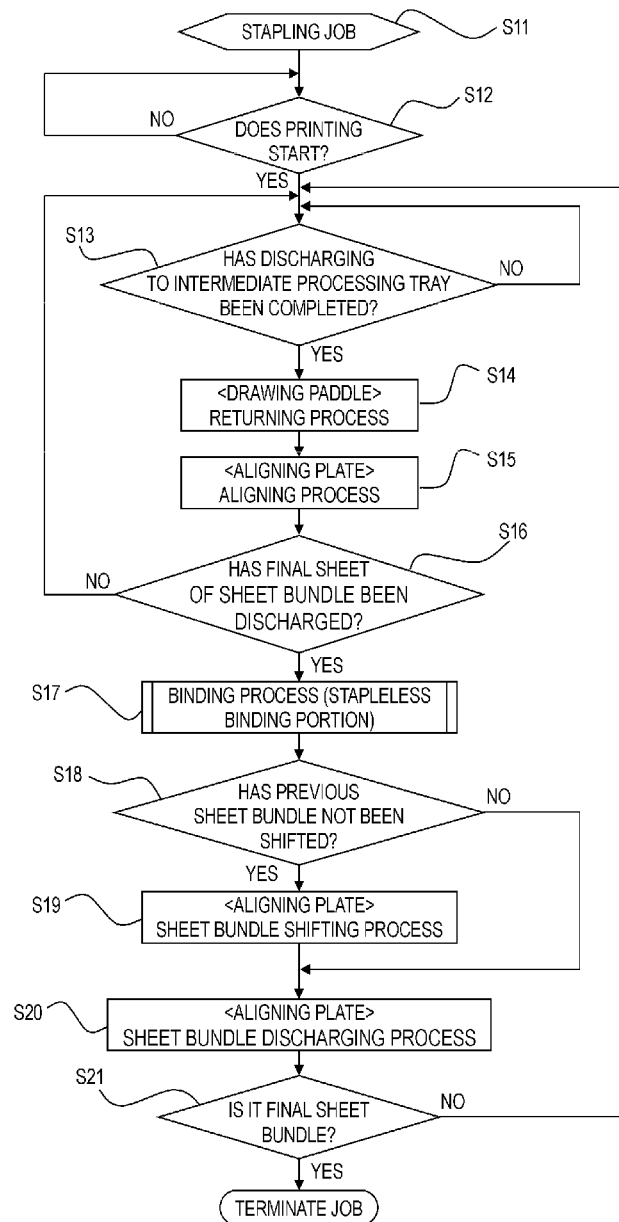 STAPLING JOB
S11
S12
NO
DOES PRINTING
START?
YES
S13
HAS DISCHARGING
TO INTERMEDIATE PROCESSING TRAY
BEEN COMPLETED?
NO
YES
S14
<DRAWING PADDLE>
RETURNING PROCESS
S15
<ALIGNING PLATE>
ALIGNING PROCESS
S16
NO
HAS FINAL SHEET
OF SHEET BUNDLE BEEN
DISCHARGED?
YES
S17
BINDING PROCESS (STAPLELESS
BINDING PORTION)
S18
HAS PREVIOUS
SHEET BUNDLE NOT BEEN
SHIFTED?
NO
YES
S19
<ALIGNING PLATE>
SHEET BUNDLE SHIFTING PROCESS
S20
<ALIGNING PLATE>
SHEET BUNDLE DISCHARGING PROCESS
S21
IS IT FINAL SHEET
BUNDLE?
NO
YES
TERMINATE JOB